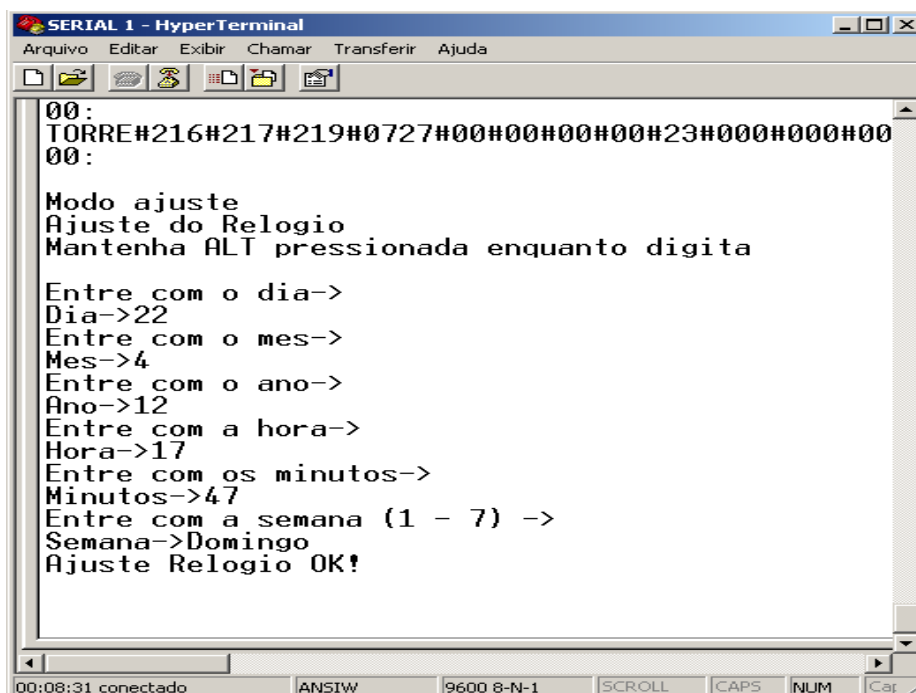 SERIAL 1 - HyperTerminal
Arquivo Editar Exibir Chamar Transferir Ajuda
00:
TORRE#216#217#219#0727#00#00#00#00#23#000#000#00
00:
Modo ajuste
Ajuste do Relogio
Mantenha ALT pressionada enquanto digita
Entre com o dia->
Dia->22
Entre com o mes->
Mes->4
Entre com o ano->
Ano->12
Entre com a hora->
Hora->17
Entre com os minutos->
Minutos->47
Entre com a semana (1 - 7) ->
Semana->Domingo
Ajuste Relogio OK!
00:08:31 conectado ANSIW 9600 8-N-1 SCROLL CAPS NUM Cap